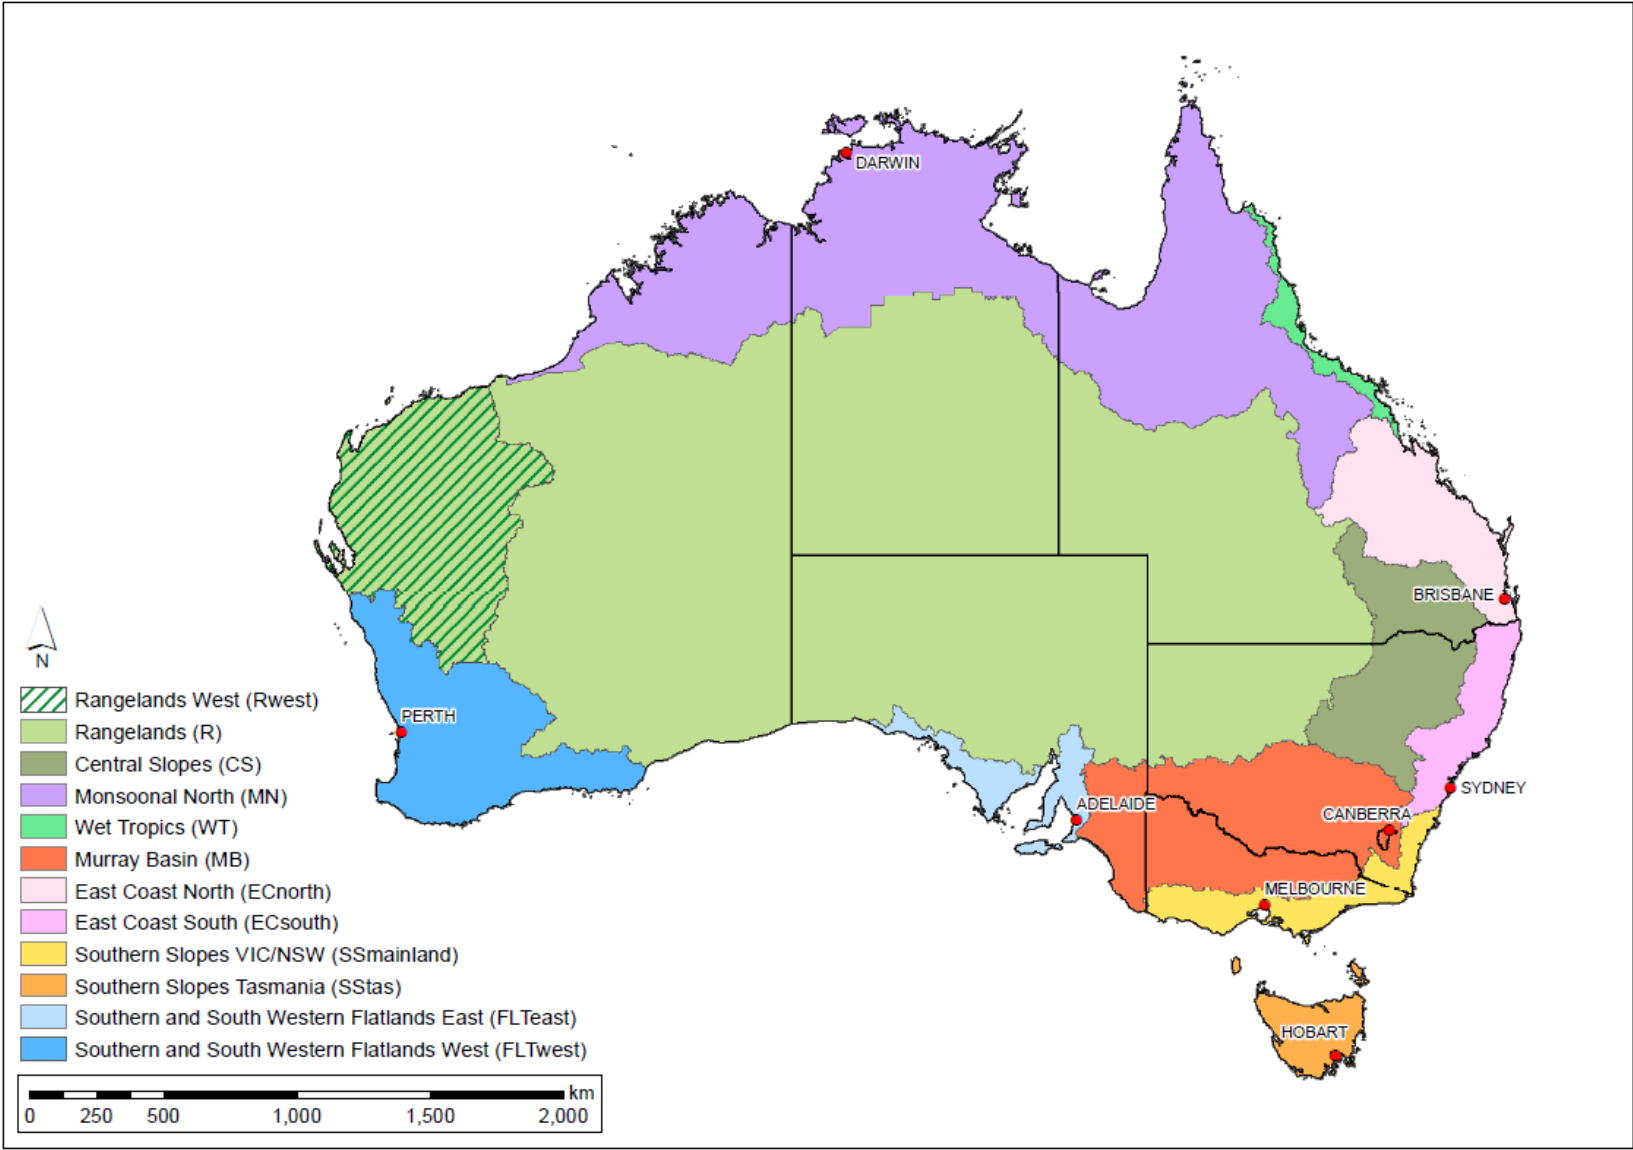 DARWIN
BRISBANE
PERTH
SYDNEY
ADELAIDE
CANBERRA
MELBOURNE
HOBART
N
Rangelands West (Rwest)
Rangelands (R)
Central Slopes (CS)
Monsoonal North (MN)
Wet Tropics (WT)
Murray Basin (MB)
East Coast North (ECnorth)
East Coast South (ECsouth)
Southern Slopes VIC/NSW (SSmainland)
Southern Slopes Tasmania (SStas)
Southern and South Western Flatlands East (FLTeast)
Southern and South Western Flatlands West (FLTwest)
km
0 250 500 1,000 1,500 2,000